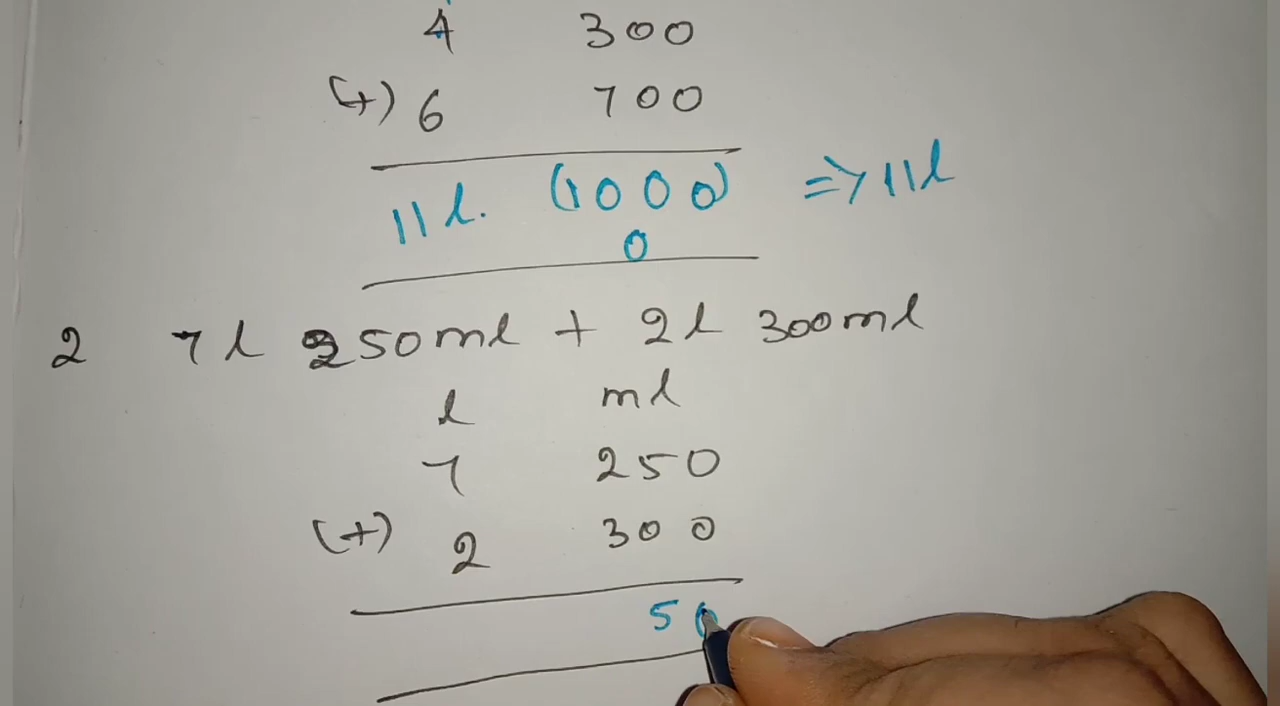 4 300
(+) 6 700
11 l. (1000) => 11 l
0
2 7 l 250 ml + 2 l 300 ml
l ml
7 250
(+) 2 300
50